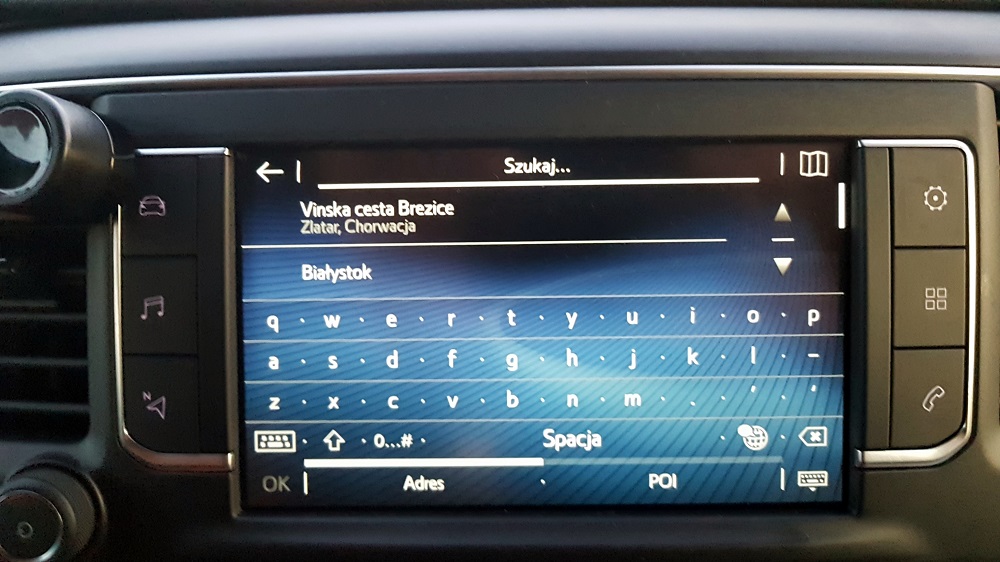 Szukaj...
Vinska cesta Brezice
Zlatar, Chorwacja
Białystok
q w e r t y u i o p
a s d f g h j k l -
z x c v b n m . ' '
0...# Spacja
OK Adres POI
N